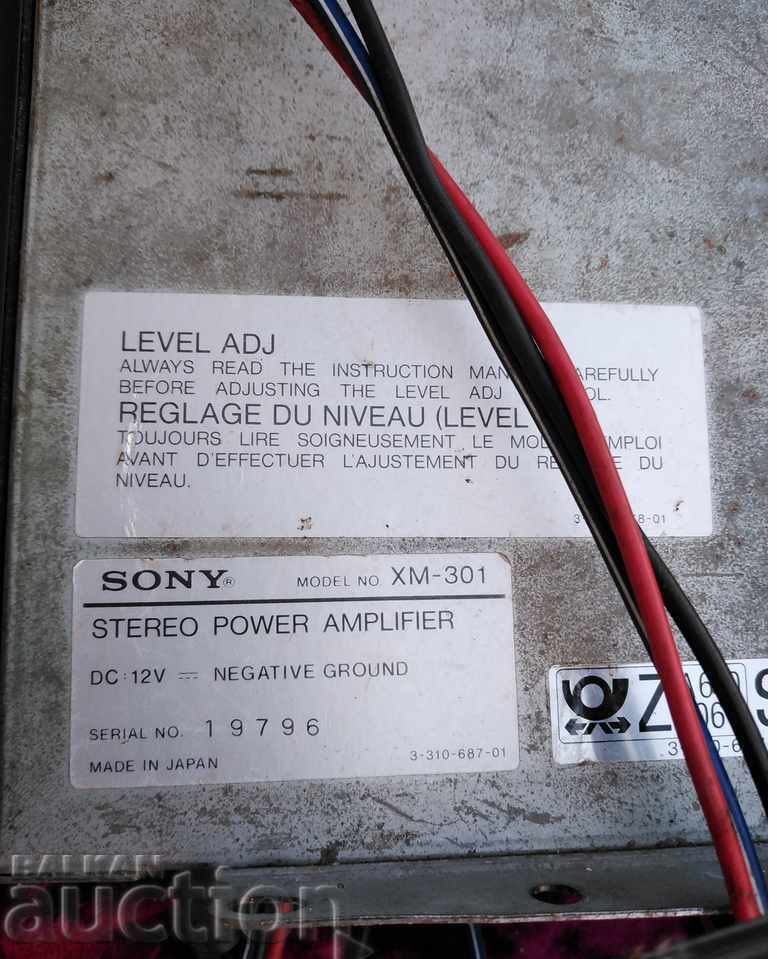 LEVEL ADJ
ALWAYS READ THE INSTRUCTION CAREFULLY
BEFORE ADJUSTING THE LEVEL ADJ
REGLAGE DU NIVEAU (LEVEL
TOUJOURS LIRE SOIGNEUSEMENT LE
AVANT D'EFFECTUER L'AJUSTEMENT DU DU
NIVEAU.
SONY® MODEL NO. XM-301
STEREO POWER AMPLIFIER
DC: 12V ⎓ NEGATIVE GROUND
SERIAL NO. 19796
MADE IN JAPAN 3-310-687-01
Z
BALKAN
auction